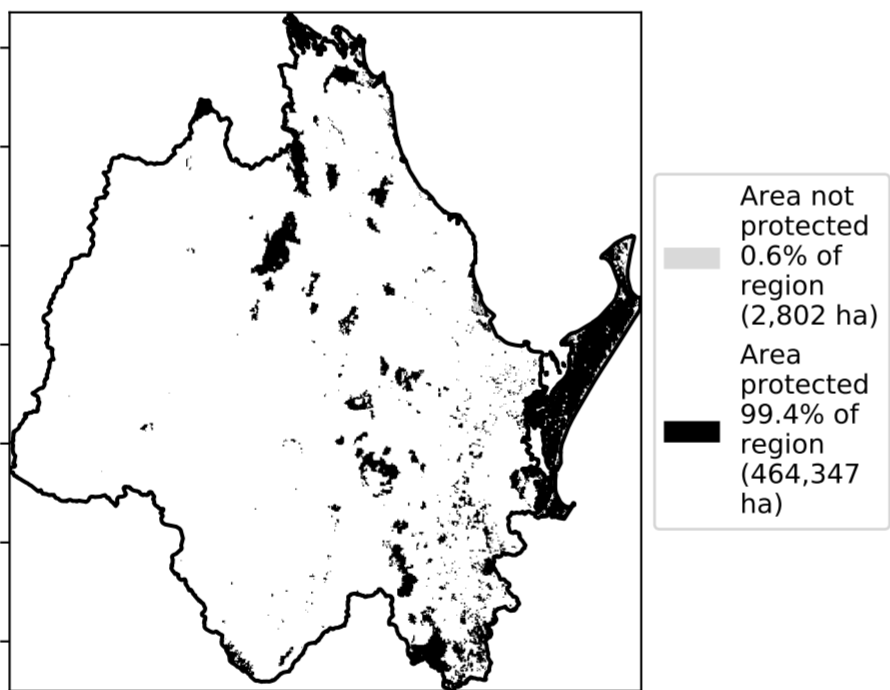 Area not
protected
0.6% of
region
(2,802 ha)
Area
protected
99.4% of
region
(464,347
ha)